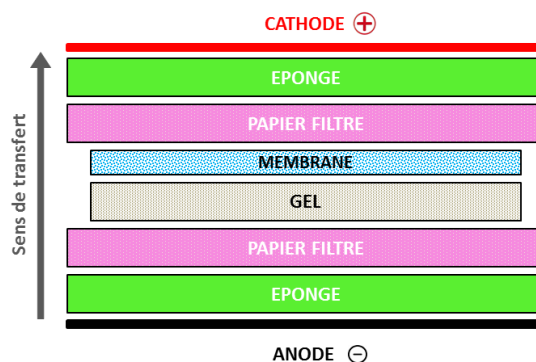 CATHODE +
EPONGE
PAPIER FILTRE
MEMBRANE
GEL
PAPIER FILTRE
EPONGE
ANODE -
Sens de transfert